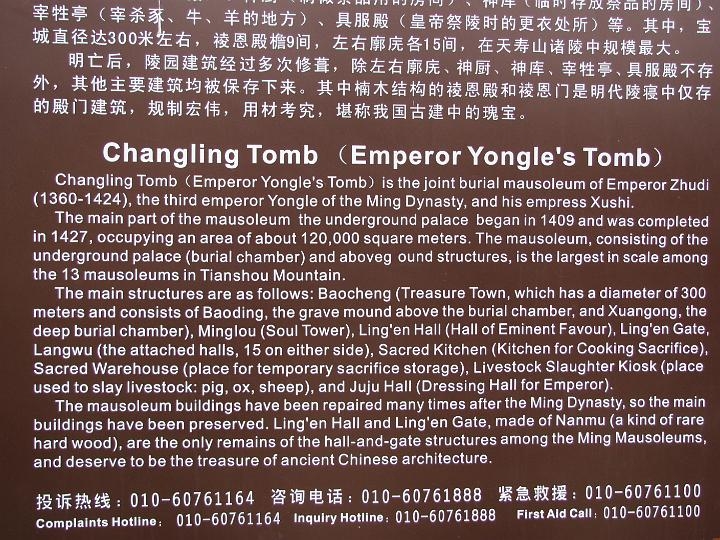 宰牲亭（宰杀豕、牛、羊的地方）、具服殿（皇帝祭陵时的更衣处所）等。其中，宝
城直径达300米左右，祾恩殿檐9间，左右廓庑各15间，在天寿山诸陵中规模最大。
明亡后，陵园建筑经过多次修葺，除左右廓庑、神厨、神库、宰牲亭、具服殿不存
外，其他主要建筑均被保存下来。其中楠木结构的祾恩殿和祾恩门是明代陵寝中仅存
的殿门建筑，规制宏伟，用材考究，堪称我国古建中的瑰宝。
Changling Tomb （Emperor Yongle's Tomb）
Changling Tomb（Emperor Yongle's Tomb）is the joint burial mausoleum of Emperor Zhudi
(1360-1424), the third emperor Yongle of the Ming Dynasty, and his empress Xushi.
The main part of the mausoleum the underground palace began in 1409 and was completed
in 1427, occupying an area of about 120,000 square meters. The mausoleum, consisting of the
underground palace (burial chamber) and aboveg ound structures, is the largest in scale among
the 13 mausoleums in Tianshou Mountain.
The main structures are as follows: Baocheng (Treasure Town, which has a diameter of 300
meters and consists of Baoding, the grave mound above the burial chamber, and Xuangong, the
deep burial chamber), Minglou (Soul Tower), Ling'en Hall (Hall of Eminent Favour), Ling'en Gate,
Langwu (the attached halls, 15 on either side), Sacred Kitchen (Kitchen for Cooking Sacrifice),
Sacred Warehouse (place for temporary sacrifice storage), Livestock Slaughter Kiosk (place
used to slay livestock: pig, ox, sheep), and Juju Hall (Dressing Hall for Emperor).
The mausoleum buildings have been repaired many times after the Ming Dynasty, so the main
buildings have been preserved. Ling'en Hall and Ling'en Gate, made of Nanmu (a kind of rare
hard wood), are the only remains of the hall-and-gate structures among the Ming Mausoleums,
and deserve to be the treasure of ancient Chinese architecture.
投诉热线：010-60761164 咨询电话：010-60761888 紧急救援：010-60761100
Complaints Hotline： 010-60761164 Inquiry Hotline：010-60761888 First Aid Call：010-60761100